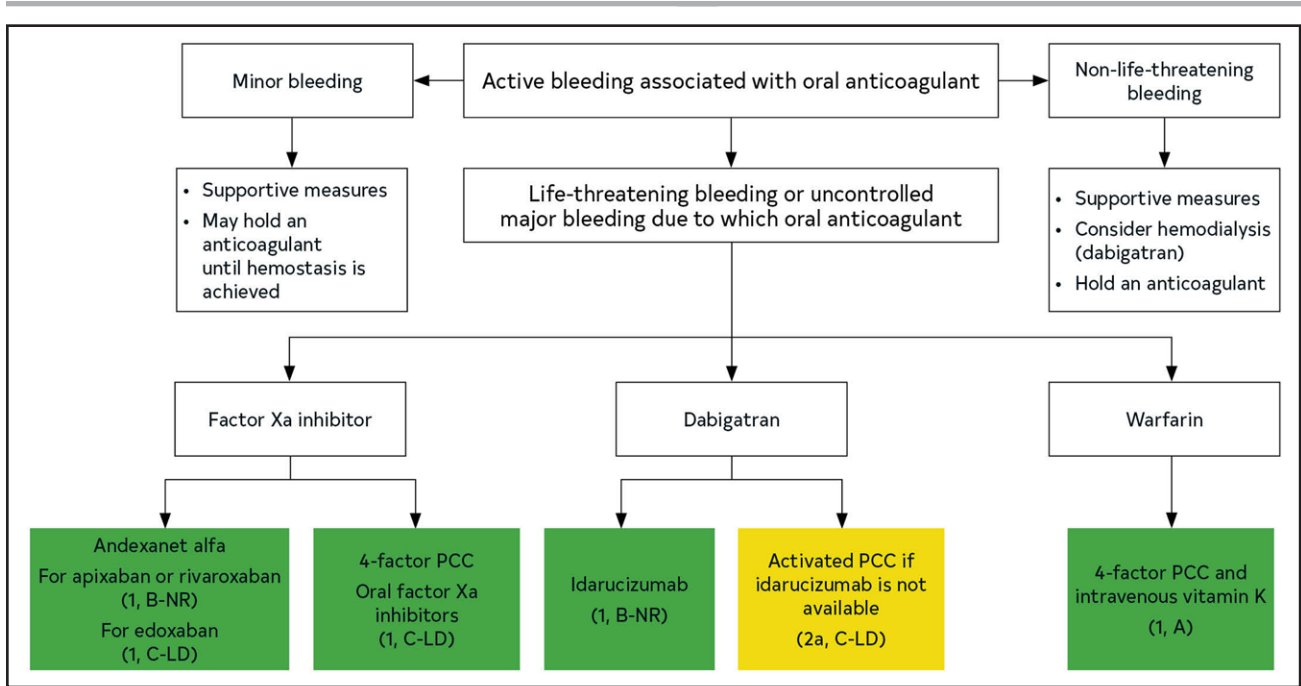 Minor bleeding
Active bleeding associated with oral anticoagulant
Non-life-threatening
bleeding
• Supportive measures
• May hold an
anticoagulant
until hemostasis is
achieved
Life-threatening bleeding or uncontrolled
major bleeding due to which oral anticoagulant
• Supportive measures
• Consider hemodialysis
(dabigatran)
• Hold an anticoagulant
Factor Xa inhibitor
Dabigatran
Warfarin
Andexanet alfa
For apixaban or rivaroxaban
(1, B-NR)
For edoxaban
(1, C-LD)
4-factor PCC
Oral factor Xa
inhibitors
(1, C-LD)
Idarucizumab
(1, B-NR)
Activated PCC if
idarucizumab is not
available
(2a, C-LD)
4-factor PCC and
intravenous vitamin K
(1, A)